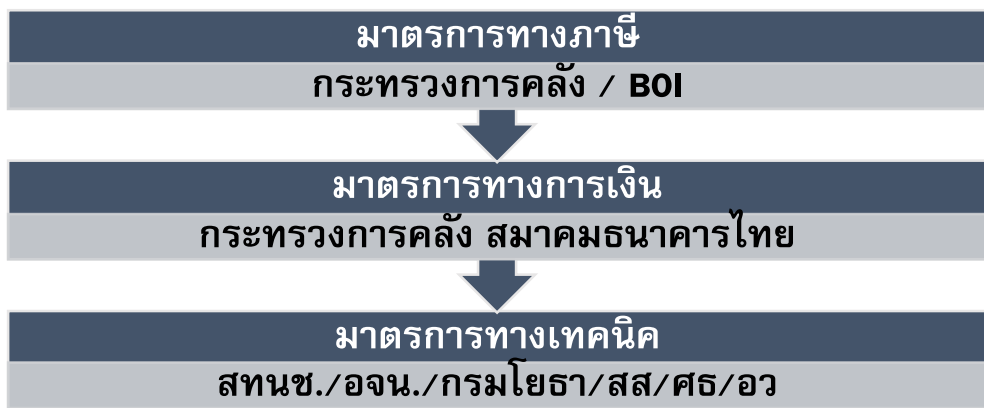 มาตรการทางภาษี
กระทรวงการคลัง / BOI
มาตรการทางการเงิน
กระทรวงการคลัง สมาคมธนาคารไทย
มาตรการทางเทคนิค
สทนช./อจน./กรมโยธา/สส/ศธ/อว